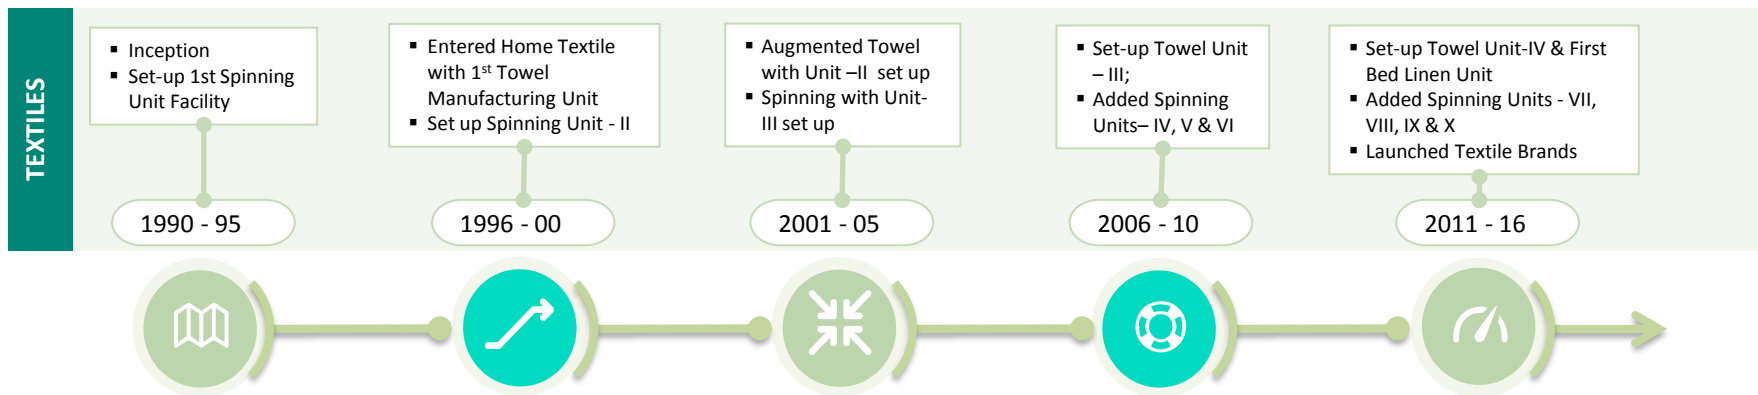 TEXTILES
▪ Inception
▪ Set-up 1st Spinning
Unit Facility
1990 - 95
▪ Entered Home Textile
with 1st Towel
Manufacturing Unit
▪ Set up Spinning Unit - II
1996 - 00
▪ Augmented Towel
with Unit –II set up
▪ Spinning with Unit-
III set up
2001 - 05
▪ Set-up Towel Unit
– III;
▪ Added Spinning
Units– IV, V & VI
2006 - 10
▪ Set-up Towel Unit-IV & First
Bed Linen Unit
▪ Added Spinning Units - VII,
VIII, IX & X
▪ Launched Textile Brands
2011 - 16